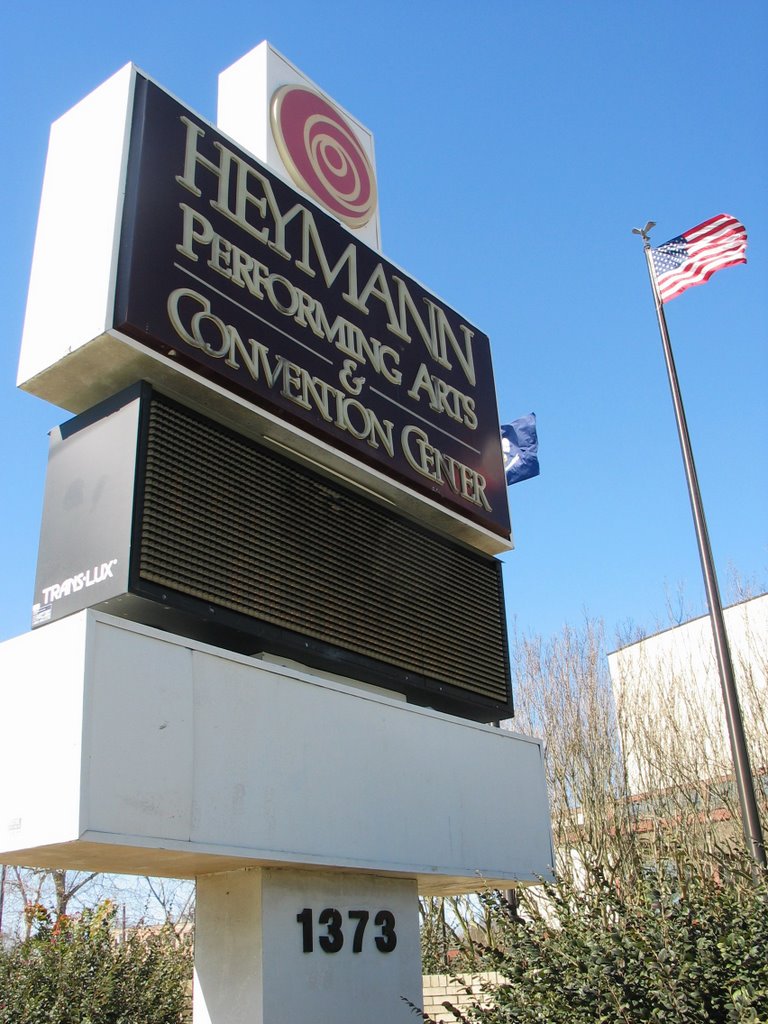 HEYMANN
PERFORMING ARTS
&
CONVENTION CENTER
TRANS-LUX®
1373